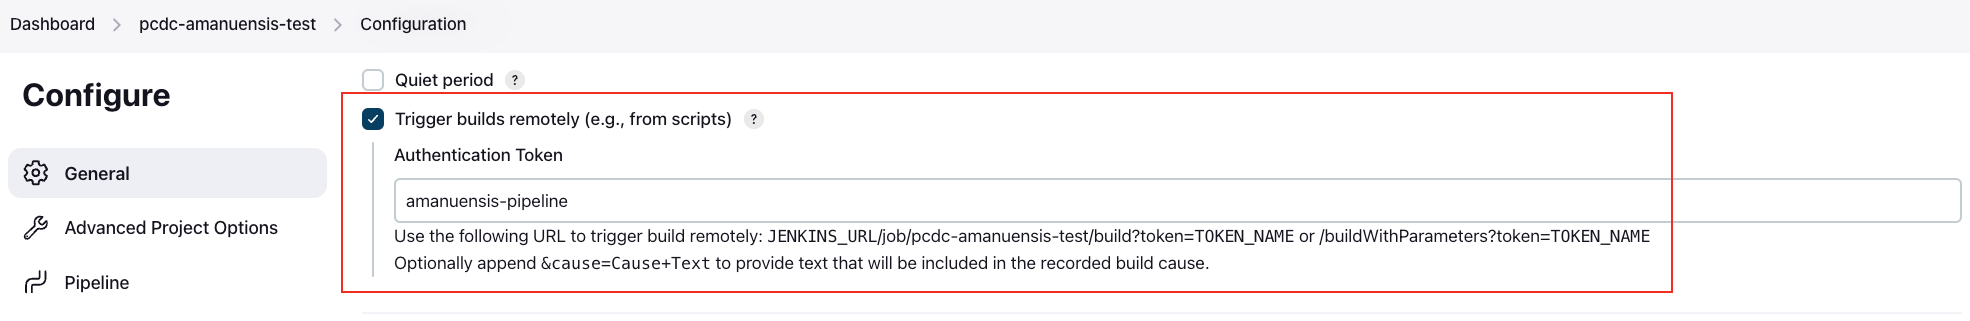 Dashboard > pcdc-amanuensis-test > Configuration
Configure
General
Advanced Project Options
Pipeline
Quiet period ?
Trigger builds remotely (e.g., from scripts) ?
Authentication Token
amanuensis-pipeline
Use the following URL to trigger build remotely: JENKINS_URL/job/pcdc-amanuensis-test/build?token=TOKEN_NAME or /buildWithParameters?token=TOKEN_NAME
Optionally append &cause=Cause+Text to provide text that will be included in the recorded build cause.